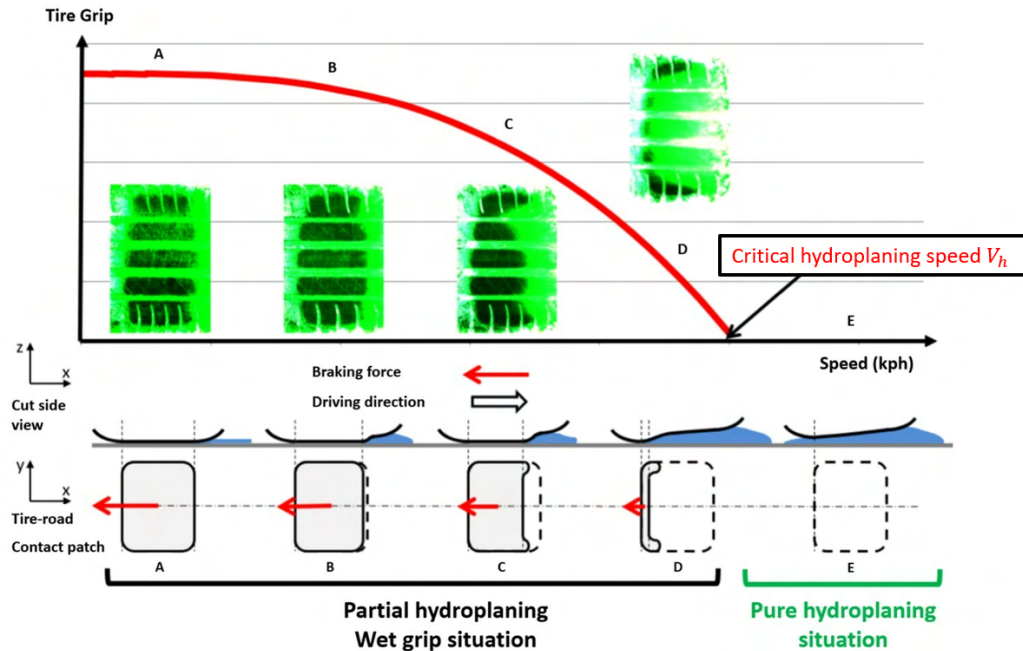 Tire Grip
A
B
C
D
Critical hydroplaning speed Vₕ
E
Speed (kph)
z
x
Cut side
view
Braking force
Driving direction
y
x
Tire-road
Contact patch
A
B
C
D
E
Partial hydroplaning
Wet grip situation
Pure hydroplaning
situation